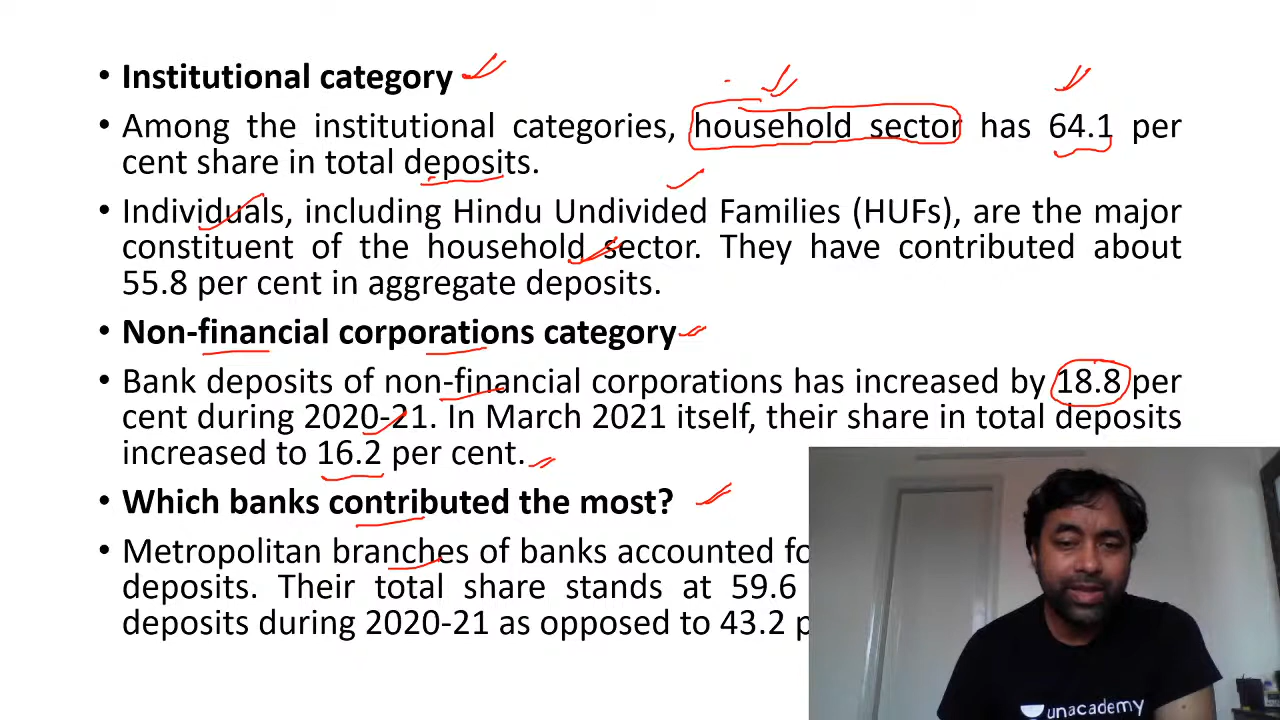 • Institutional category
• Among the institutional categories, household sector has 64.1 per
cent share in total deposits.
• Individuals, including Hindu Undivided Families (HUFs), are the major
constituent of the household sector. They have contributed about
55.8 per cent in aggregate deposits.
• Non-financial corporations category
• Bank deposits of non-financial corporations has increased by 18.8 per
cent during 2020-21. In March 2021 itself, their share in total deposits
increased to 16.2 per cent.
• Which banks contributed the most?
• Metropolitan branches of banks accounted
deposits. Their total share stands at 59.6
deposits during 2020-21 as opposed to 43.2
unacademy